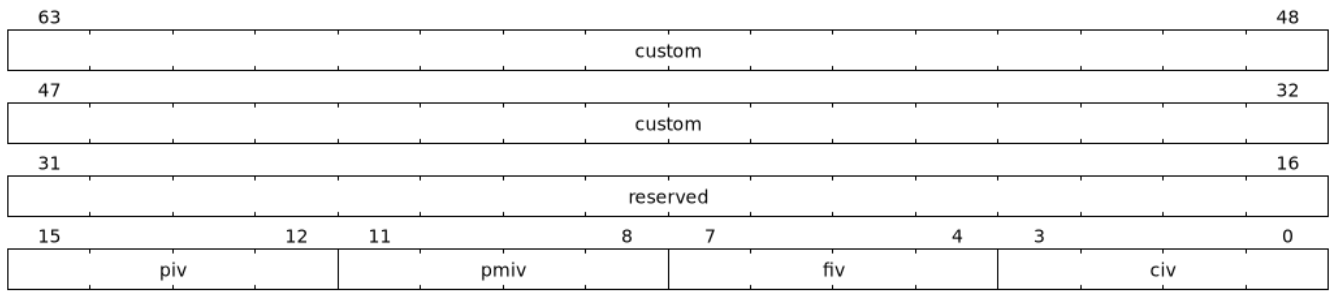 63 48
custom
47 32
custom
31 16
reserved
15 12 11 8 7 4 3 0
piv pmiv fiv civ